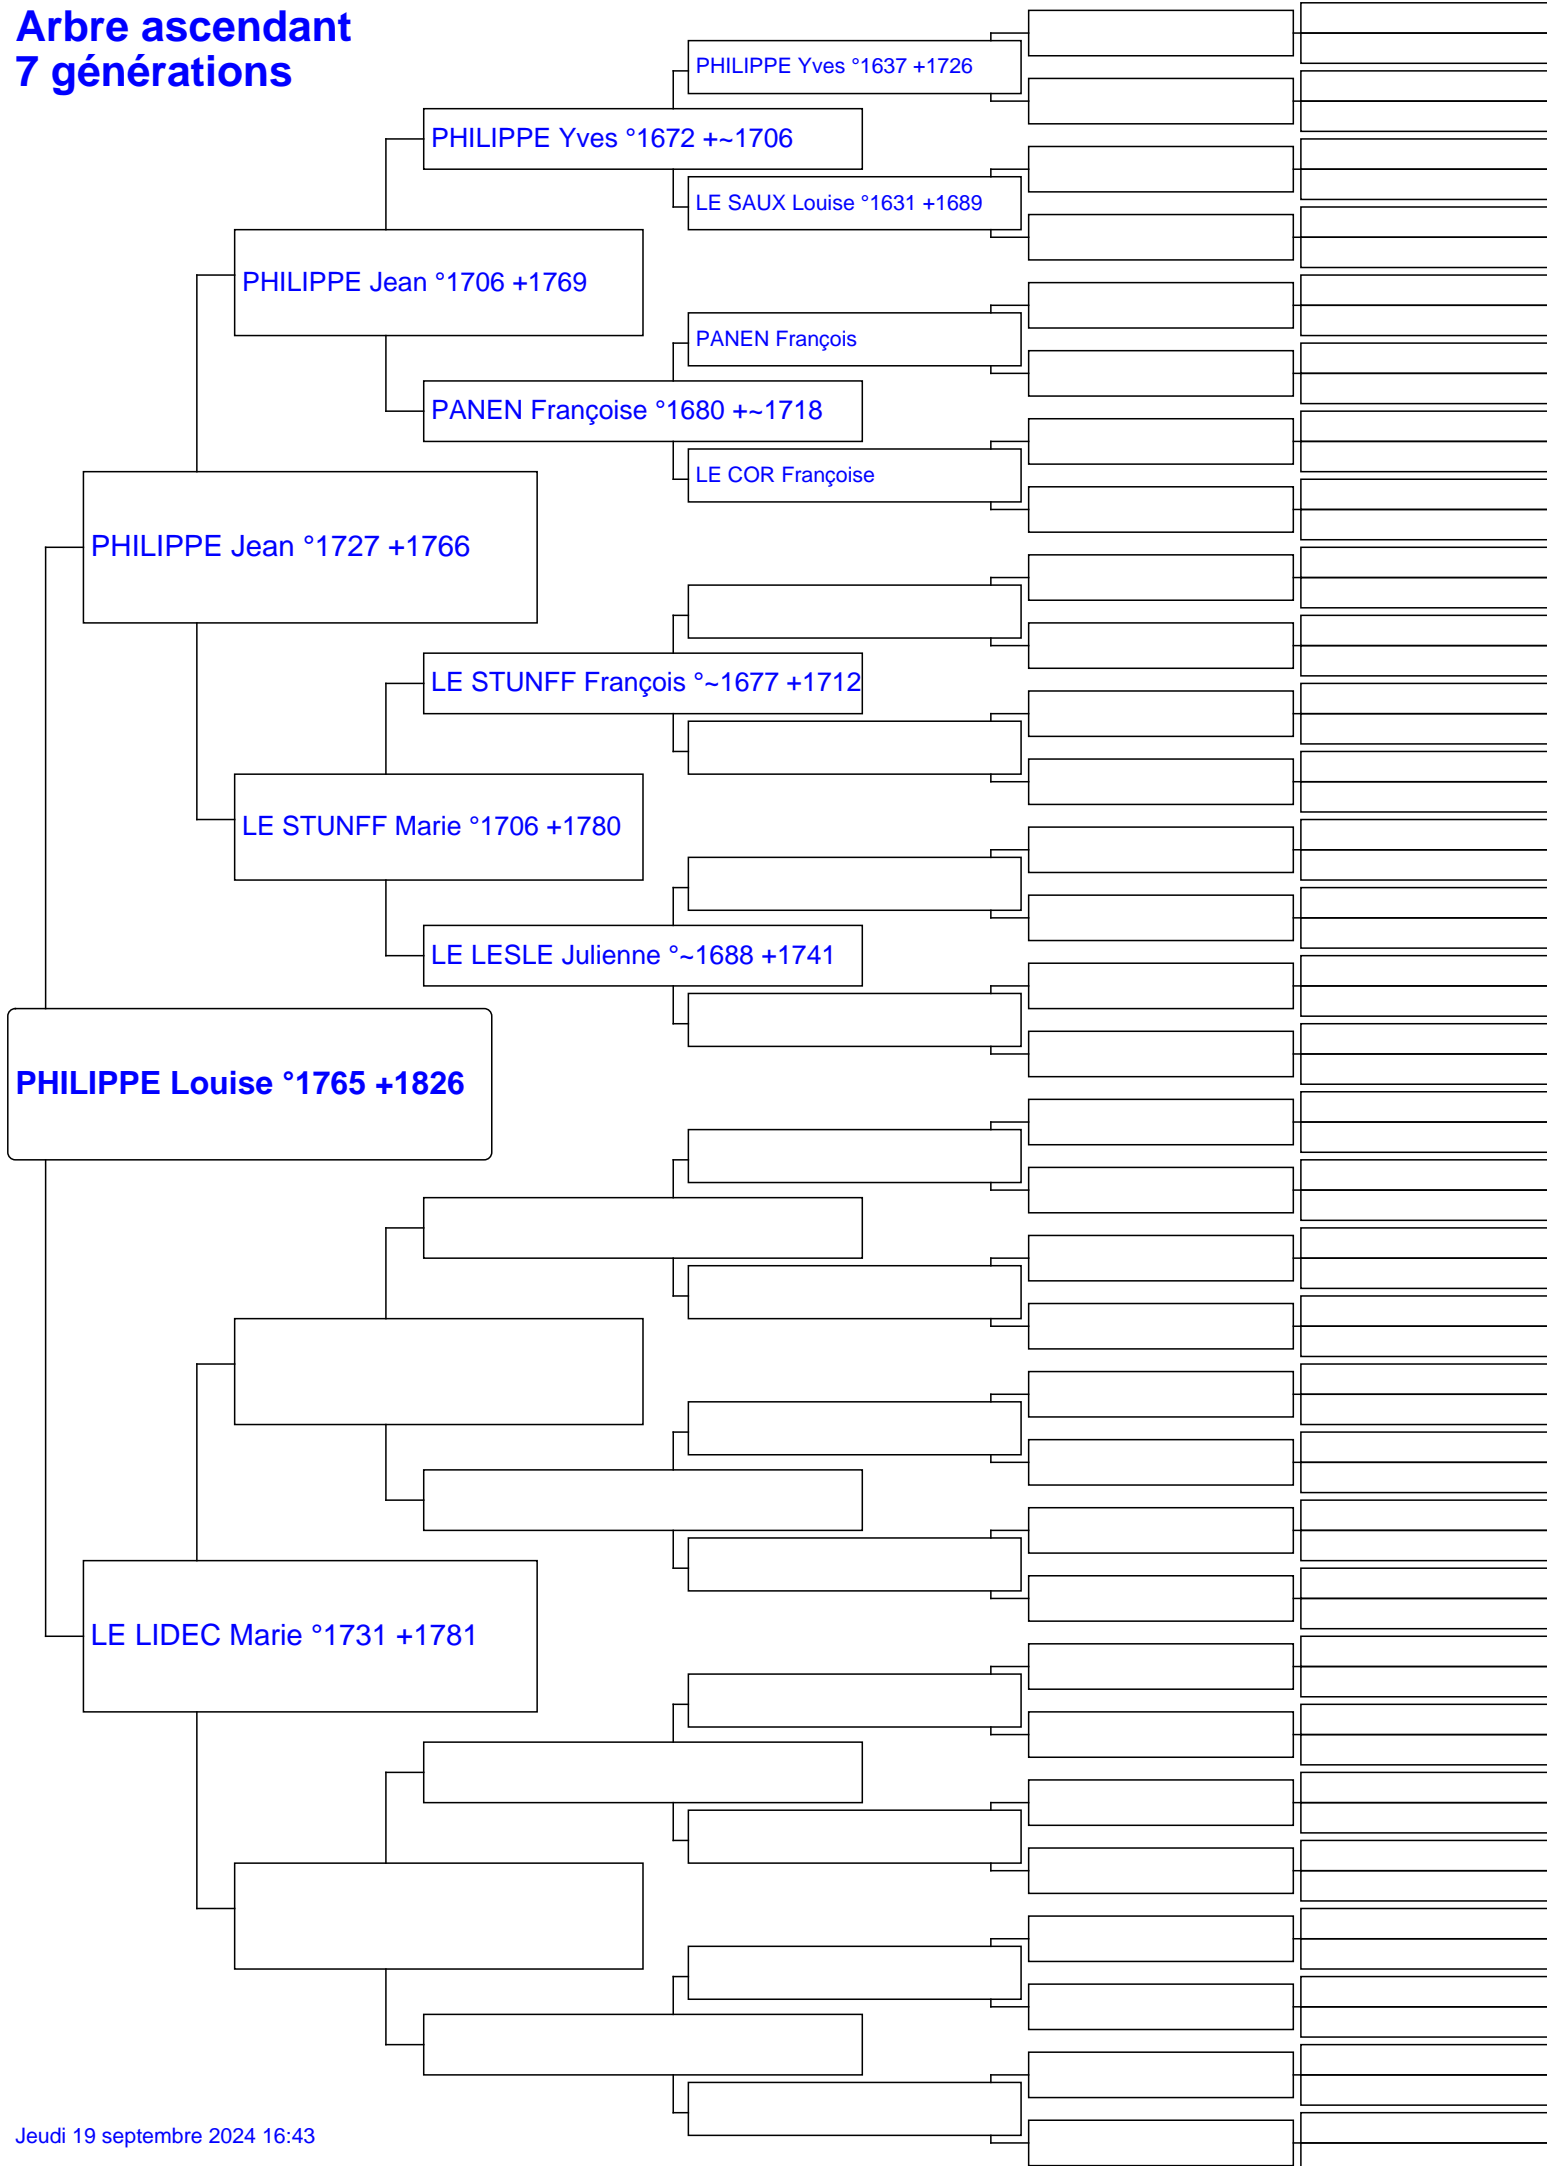 Arbre ascendant
7 générations
PHILIPPE Yves °1637 +1726
PHILIPPE Yves °1672 +~1706
LE SAUX Louise °1631 +1689
PHILIPPE Jean °1706 +1769
PANEN François
PANEN Françoise °1680 +~1718
LE COR Françoise
PHILIPPE Jean °1727 +1766
LE STUNFF François °~1677 +1712
LE STUNFF Marie °1706 +1780
LE LESLE Julienne °~1688 +1741
PHILIPPE Louise °1765 +1826
LE LIDEC Marie °1731 +1781
Jeudi 19 septembre 2024 16:43